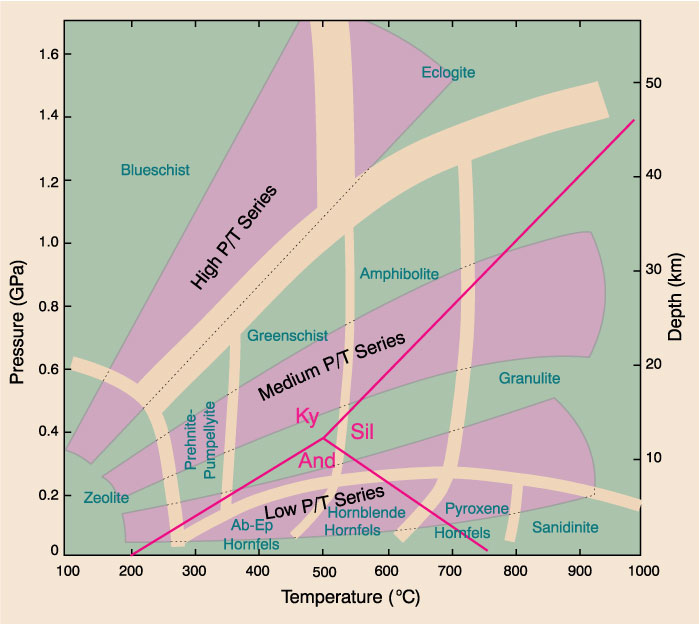 1.6
1.4
1.2
1.0
0.8
0.6
0.4
0.2
0
Pressure (GPa)
50
40
30
20
10
Depth (km)
Eclogite
Blueschist
High P/T Series
Amphibolite
Greenschist
Medium P/T Series
Granulite
Prehnite-
Pumpellyite
Ky
Sil
And
Zeolite
Low P/T Series
Ab-Ep
Hornfels
Hornblende
Hornfels
Pyroxene
Hornfels
Sanidinite
100 200 300 400 500 600 700 800 900 1000
Temperature (°C)